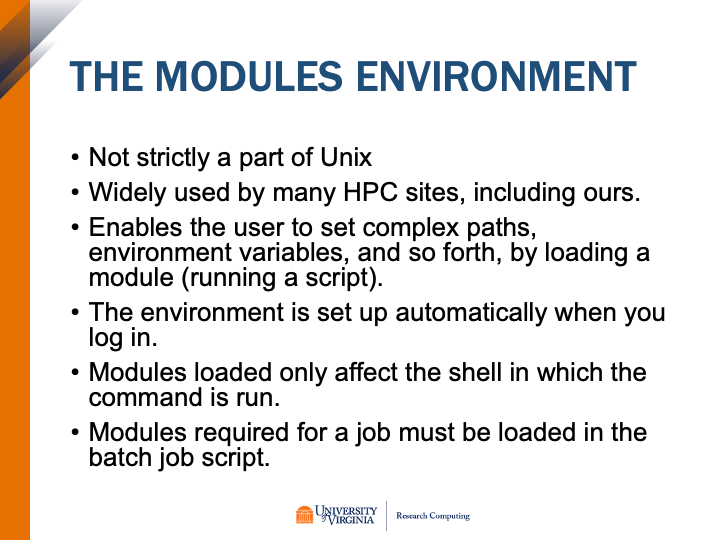 THE MODULES ENVIRONMENT
• Not strictly a part of Unix
• Widely used by many HPC sites, including ours.
• Enables the user to set complex paths,
environment variables, and so forth, by loading a
module (running a script).
• The environment is set up automatically when you
log in.
• Modules loaded only affect the shell in which the
command is run.
• Modules required for a job must be loaded in the
batch job script.
UNIVERSITY
of VIRGINIA
Research Computing